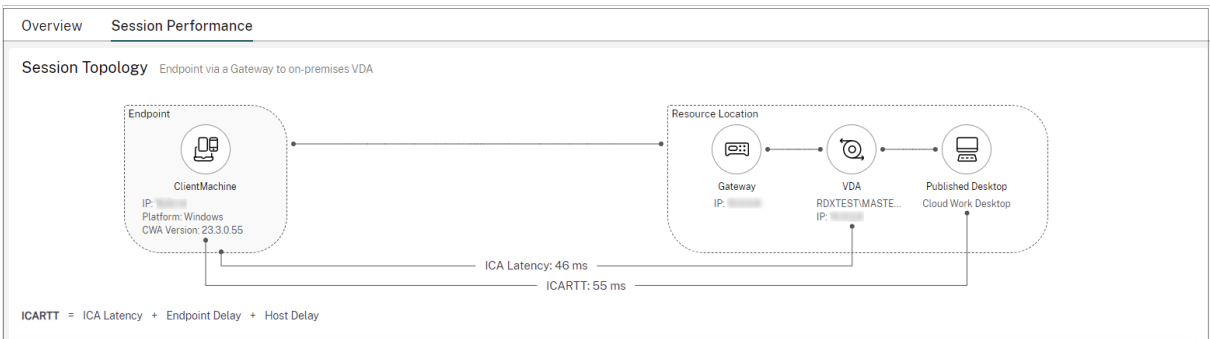 Overview Session Performance
Session Topology Endpoint via a Gateway to on-premises VDA
Endpoint
Resource Location
ClientMachine
IP:
Platform: Windows
CWA Version: 23.3.0.55
Gateway
IP:
VDA
RDXTEST\MASTE...
IP:
Published Desktop
Cloud Work Desktop
ICA Latency: 46 ms
ICARTT: 55 ms
ICARTT = ICA Latency + Endpoint Delay + Host Delay